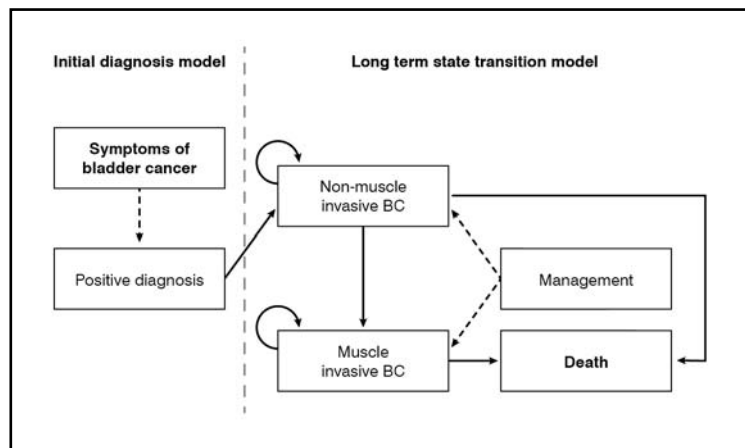 Initial diagnosis model
Long term state transition model
Symptoms of
bladder cancer
Non-muscle
invasive BC
Positive diagnosis
Management
Muscle
invasive BC
Death